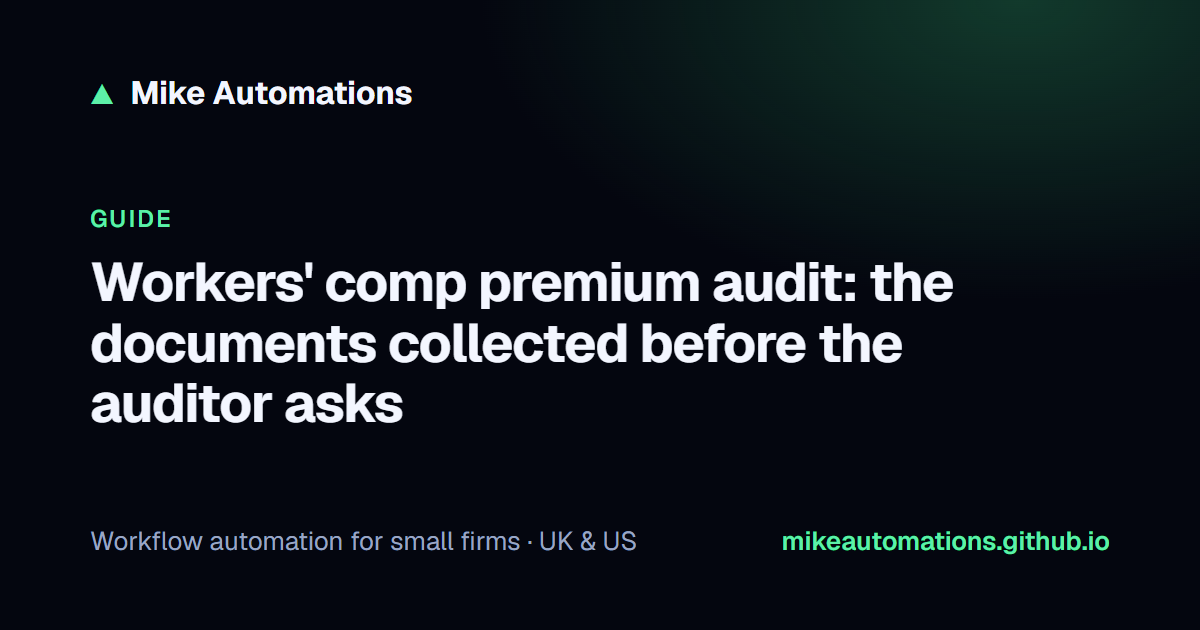 Mike Automations
GUIDE
Workers' comp premium audit: the
documents collected before the
auditor asks
Workflow automation for small firms · UK & US
mikeautomations.github.io